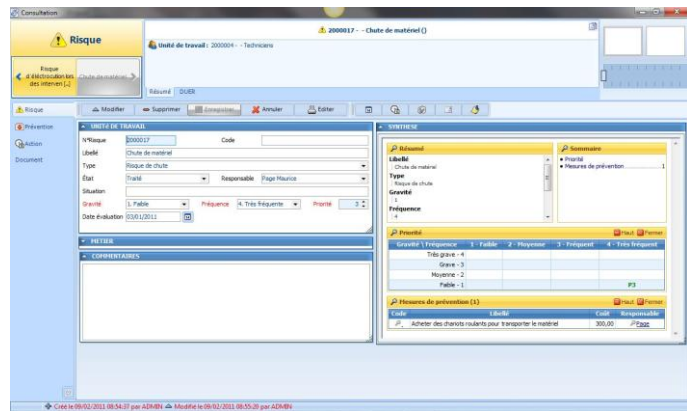 Consultation
Risque
2000017 - - Chute de matériel ()
Unité de travail : 2000004 - - Techniciens
Risque
d'éléctrocution lors
des interven [..]
Chute de matériel
Résumé DUER
Risque
Modifier Supprimer Enregistrer Annuler Editer
Prévention
Action
Document
UNITÉ DE TRAVAIL
N°Risque 2000017 Code
Libellé Chute de matériel
Type Risque de chute
État Traité Responsable Page Maurice
Situation
Gravité 1. Faible Fréquence 4. Très fréquente Priorité 3
Date évaluation 03/01/2011
METIER
COMMENTAIRES
SYNTHESE
Résumé
Libellé
Chute de matériel
Type
Risque de chute
Gravité
1
Fréquence
4
Sommaire
Priorité
Mesures de prévention 1
Priorité Haut Fermer
Gravité \ Fréquence 1 - Faible 2 - Moyenne 3 - Fréquent 4 - Très fréquent
Très grave - 4
Grave - 3
Moyenne - 2
Faible - 1 P3
Mesures de prévention (1) Haut Fermer
Code Libellé Coût Responsable
Acheter des chariots roulants pour transporter le matériel 300,00 Page
Créé le 09/02/2011 08:54:37 par ADMIN Modifié le 09/02/2011 08:55:20 par ADMIN